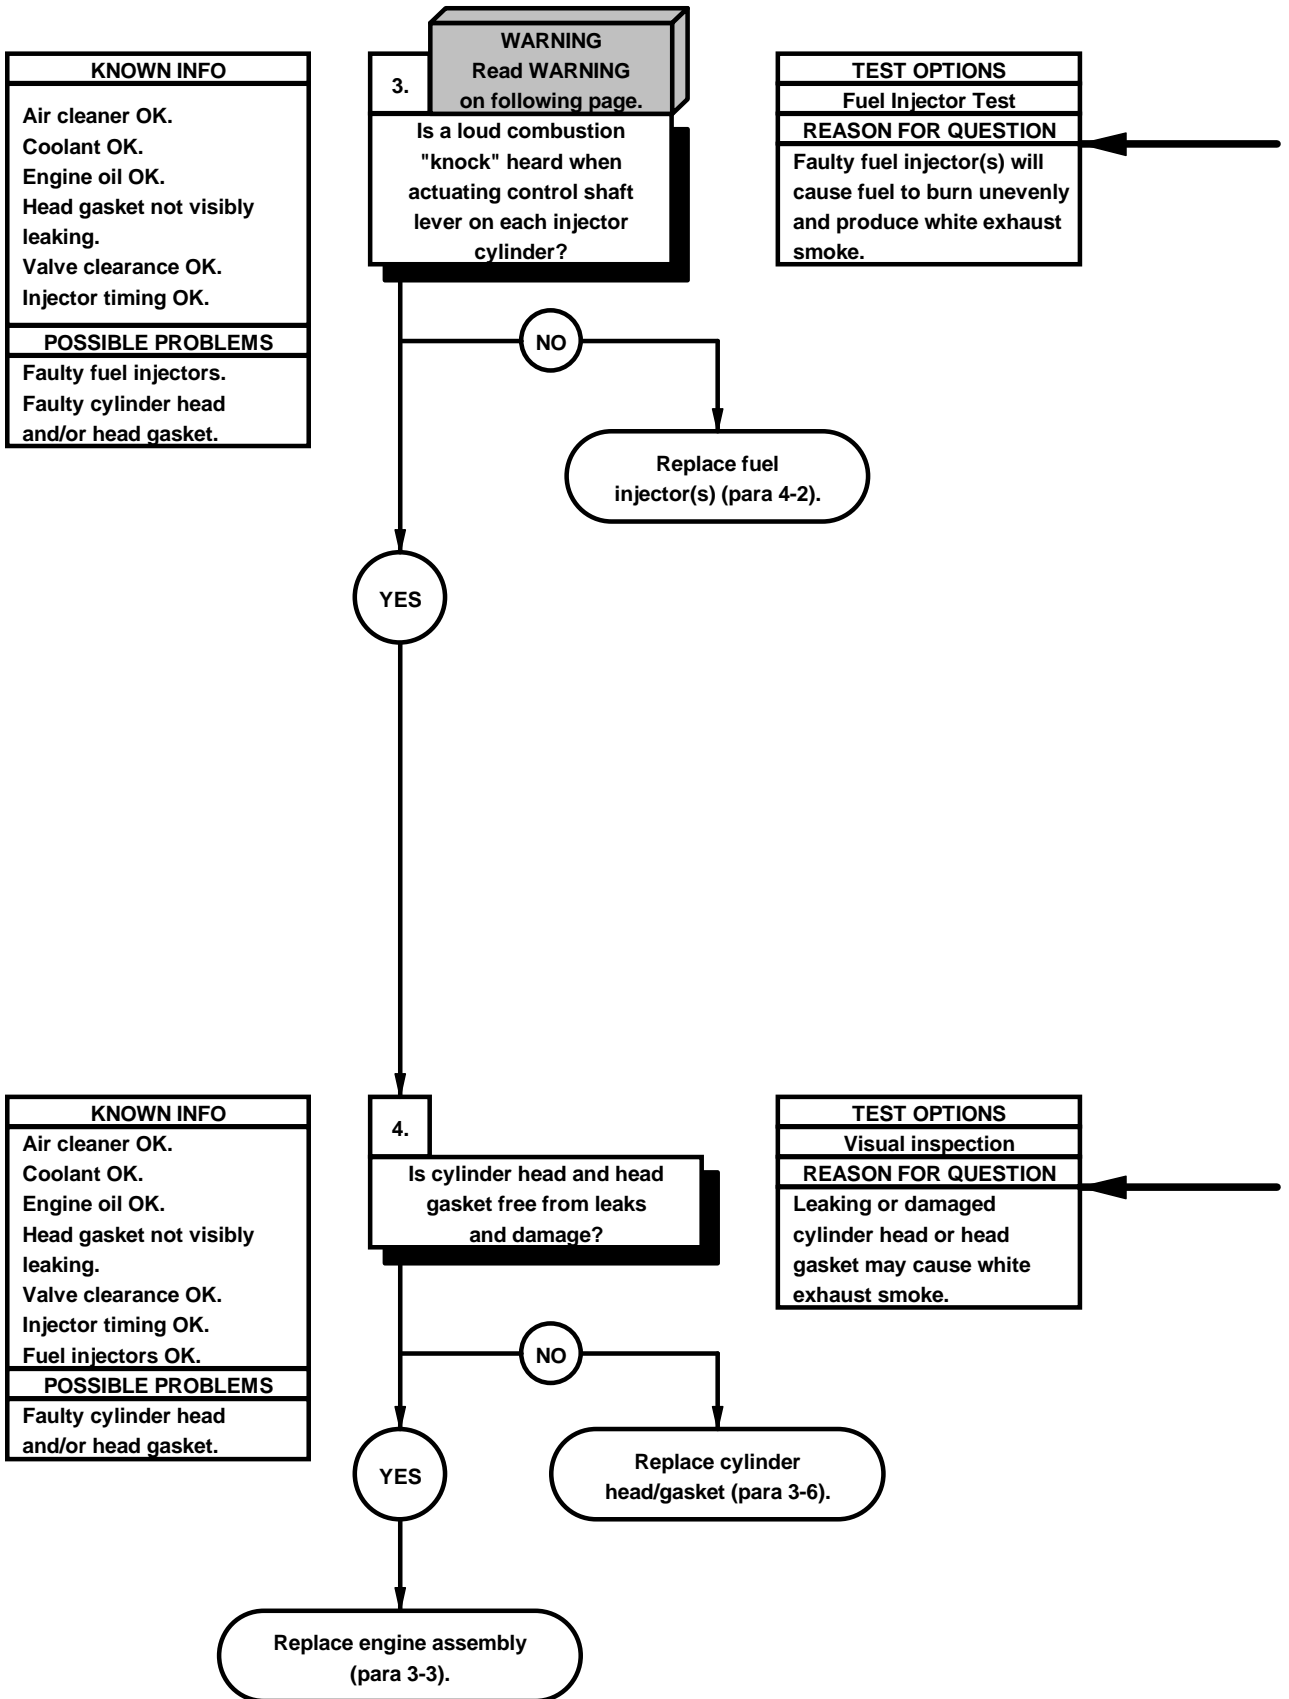 KNOWN INFO
Air cleaner OK.
Coolant OK.
Engine oil OK.
Head gasket not visibly
leaking.
Valve clearance OK.
Injector timing OK.
POSSIBLE PROBLEMS
Faulty fuel injectors.
Faulty cylinder head
and/or head gasket.
WARNING
Read WARNING
on following page.
3.
Is a loud combustion
"knock" heard when
actuating control shaft
lever on each injector
cylinder?
TEST OPTIONS
Fuel Injector Test
REASON FOR QUESTION
Faulty fuel injector(s) will
cause fuel to burn unevenly
and produce white exhaust
smoke.
NO
Replace fuel
injector(s) (para 4-2).
YES
KNOWN INFO
Air cleaner OK.
Coolant OK.
Engine oil OK.
Head gasket not visibly
leaking.
Valve clearance OK.
Injector timing OK.
Fuel injectors OK.
POSSIBLE PROBLEMS
Faulty cylinder head
and/or head gasket.
4.
Is cylinder head and head
gasket free from leaks
and damage?
TEST OPTIONS
Visual inspection
REASON FOR QUESTION
Leaking or damaged
cylinder head or head
gasket may cause white
exhaust smoke.
NO
Replace cylinder
head/gasket (para 3-6).
YES
Replace engine assembly
(para 3-3).